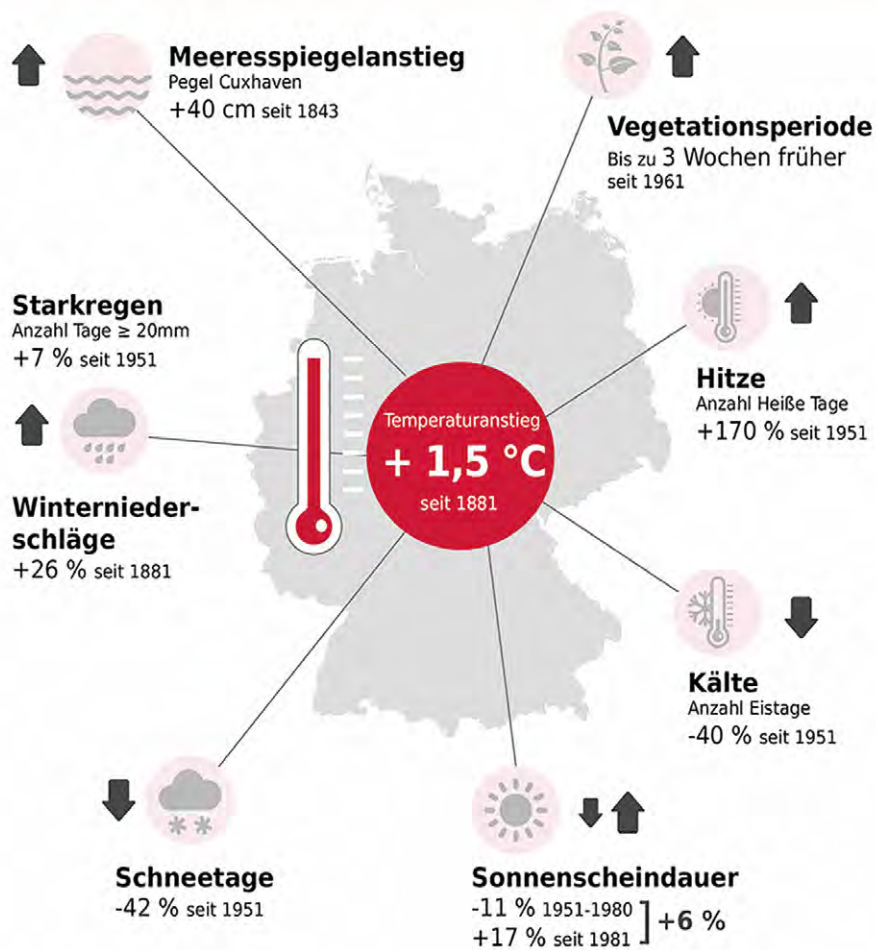 Meeresspiegelanstieg
Pegel Cuxhaven
+40 cm seit 1843
Vegetationsperiode
Bis zu 3 Wochen früher
seit 1961
Starkregen
Anzahl Tage ≥ 20mm
+7 % seit 1951
Hitze
Anzahl Heiße Tage
+170 % seit 1951
Temperaturanstieg
+ 1,5 °C
seit 1881
Winternieder-
schläge
+26 % seit 1881
Kälte
Anzahl Eistage
-40 % seit 1951
Schneetage
-42 % seit 1951
Sonnenscheindauer
-11 % 1951-1980
+17 % seit 1981
+6 %